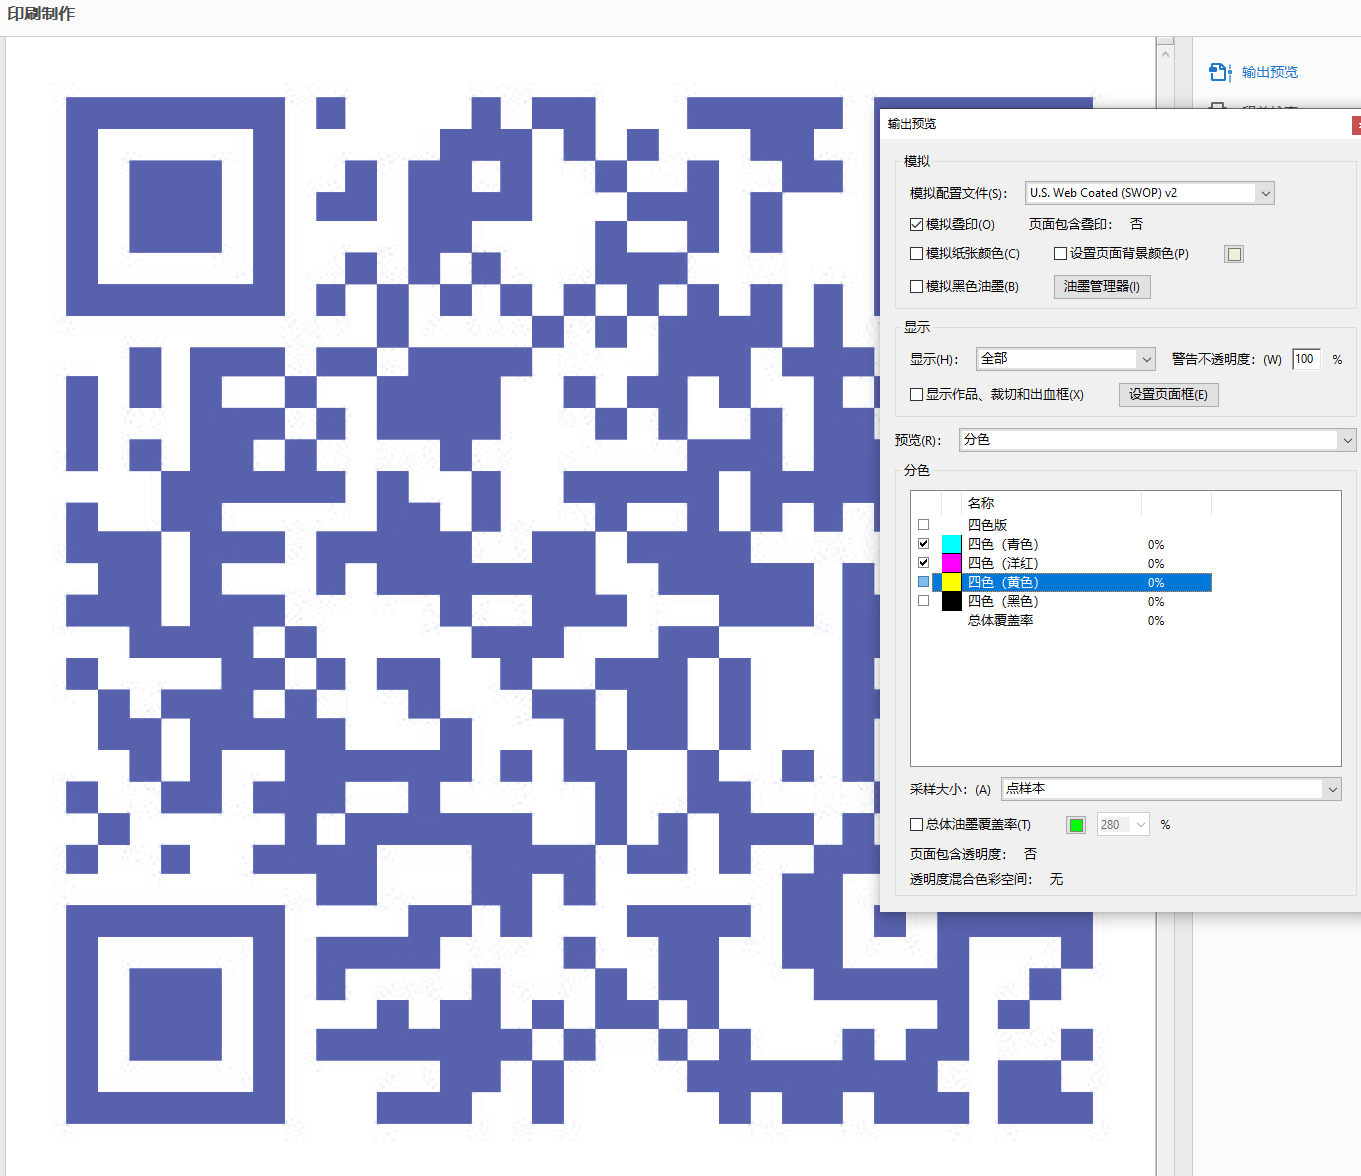 印刷制作
输出预览
输出预览
模拟
模拟配置文件(S)： U.S. Web Coated (SWOP) v2
模拟叠印(O) 页面包含叠印： 否
模拟纸张颜色(C) 设置页面背景颜色(P)
模拟黑色油墨(B) 油墨管理器(I)
显示
显示(H)： 全部 警告不透明度：(W) 100 %
显示作品、裁切和出血框(X) 设置页面框(E)
预览(R)： 分色
分色
名称
四色版
四色（青色） 0%
四色（洋红） 0%
四色（黄色） 0%
四色（黑色） 0%
总体覆盖率 0%
采样大小：(A) 点样本
总体油墨覆盖率(T) 280 %
页面包含透明度： 否
透明度混合色彩空间： 无